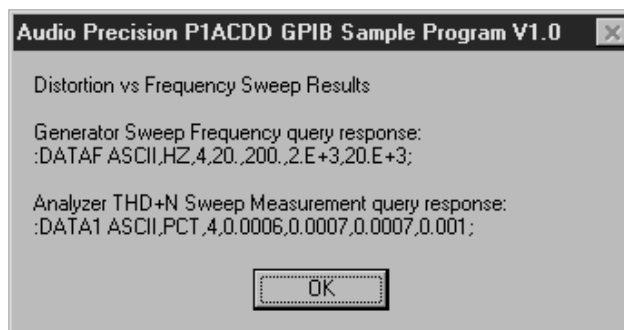 Audio Precision P1ACDD GPIB Sample Program V1.0
Distortion vs Frequency Sweep Results
Generator Sweep Frequency query response:
:DATAF ASCII,HZ,4,20.,200.,2.E+3,20.E+3;
Analyzer THD+N Sweep Measurement query response:
:DATA1 ASCII,PCT,4,0.0006,0.0007,0.0007,0.001;
OK